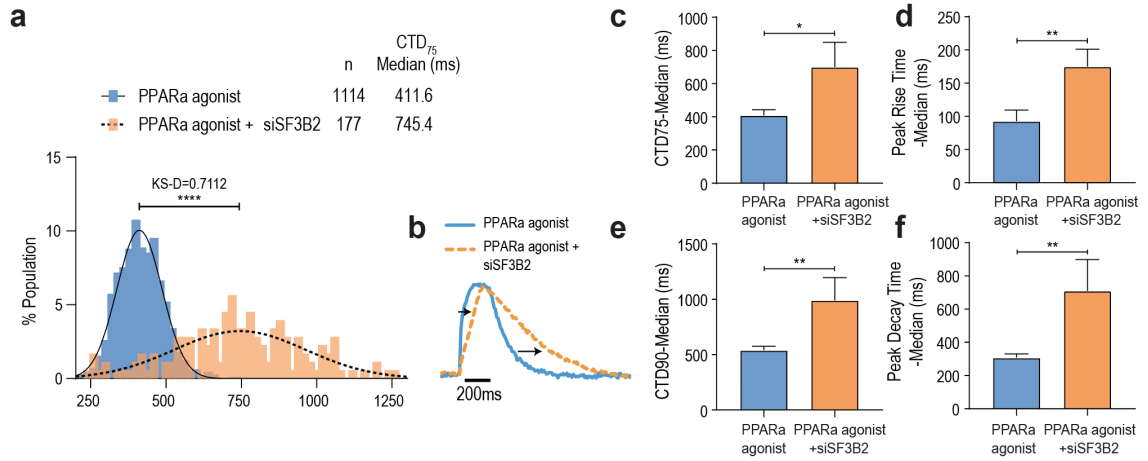 a
n
CTD75
Median (ms)
PPARa agonist 1114 411.6
PPARa agonist + siSF3B2 177 745.4
15
10
5
0
% Population
KS-D=0.7112
****
250 500 750 1000 1250
b
PPARa agonist
PPARa agonist +
siSF3B2
200ms
c
CTD75-Median (ms)
1000
800
600
400
200
0
*
PPARa
agonist
PPARa agonist
+siSF3B2
d
Peak Rise Time
-Median (ms)
250
200
150
100
50
0
**
PPARa
agonist
PPARa agonist
+siSF3B2
e
CTD90-Median (ms)
1500
1000
500
0
**
PPARa
agonist
PPARa agonist
+siSF3B2
f
Peak Decay Time
-Median (ms)
1000
800
600
400
200
0
**
PPARa
agonist
PPARa agonist
+siSF3B2